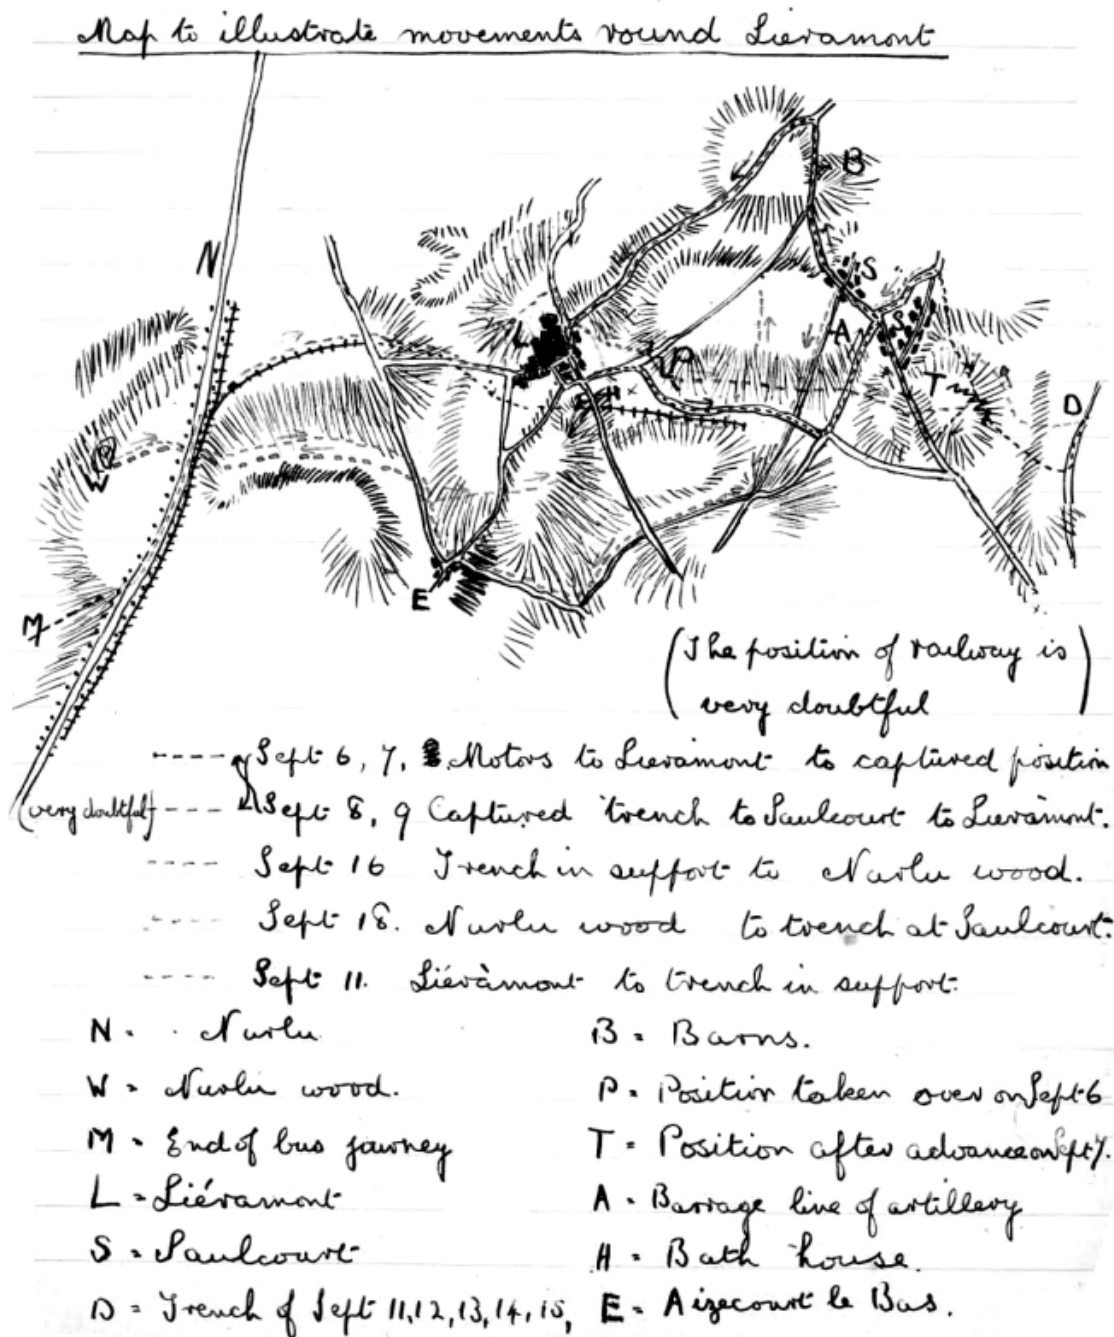 Map to illustrate movements round Lieramont
N
B
S
L
P
A
H
T
D
W
E
M
(The position of railway is
very doubtful)
Sept 6, 7, Motors to Lieramont to captured position
(very doubtful) Sept 8, 9 Captured trench to Saulcourt to Lieramont.
Sept 16 Trench in support to Nurlu wood.
Sept 18. Nurlu wood to trench at Saulcourt.
Sept 11. Liéràmont to trench in support.
N = Nurlu
B = Barns.
W = Nurlu wood.
P = Position taken over on Sept 6
M = End of bus journey
T = Position after advance on Sept 7.
L = Liéramont
A = Barrage line of artillery
S = Saulcourt
H = Bath house.
D = Trench of Sept 11, 12, 13, 14, 15,
E = Aizecourt le Bas.